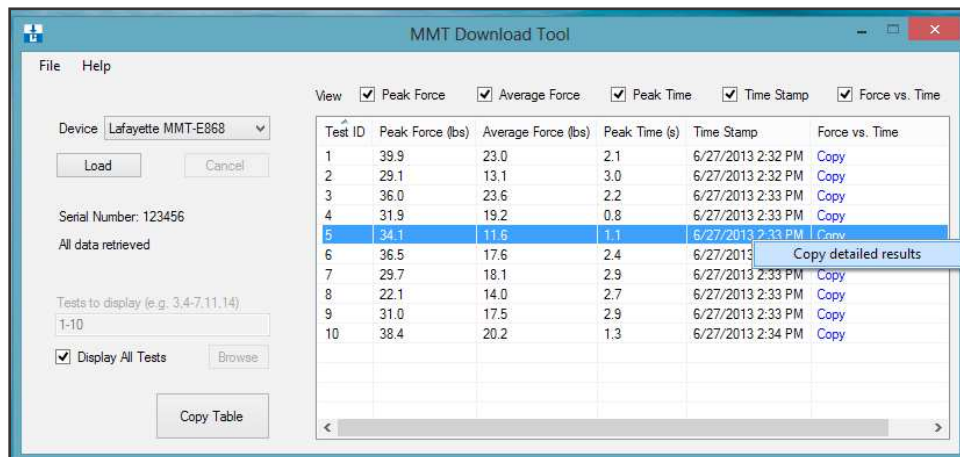 MMT Download Tool
File Help
View Peak Force Average Force Peak Time Time Stamp Force vs. Time
Device Lafayette MMT-E868
Load Cancel
Serial Number: 123456
All data retrieved
Tests to display (e.g. 3,4-7,11,14)
1-10
Display All Tests Browse
Copy Table
Test ID Peak Force (lbs) Average Force (lbs) Peak Time (s) Time Stamp Force vs. Time
1 39.9 23.0 2.1 6/27/2013 2:32 PM Copy
2 29.1 13.1 3.0 6/27/2013 2:32 PM Copy
3 36.0 23.6 2.2 6/27/2013 2:33 PM Copy
4 31.9 19.2 0.8 6/27/2013 2:33 PM Copy
5 34.1 11.6 1.1 6/27/2013 2:33 PM Copy
6 36.5 17.6 2.4 6/27/2013
Copy detailed results
7 29.7 18.1 2.9 6/27/2013 2:33 PM Copy
8 22.1 14.0 2.7 6/27/2013 2:33 PM Copy
9 31.0 17.5 2.9 6/27/2013 2:33 PM Copy
10 38.4 20.2 1.3 6/27/2013 2:34 PM Copy